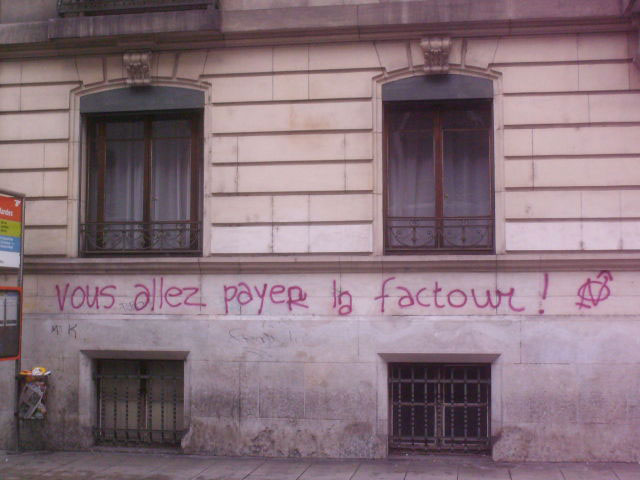 vous allez payer la factour !
M K